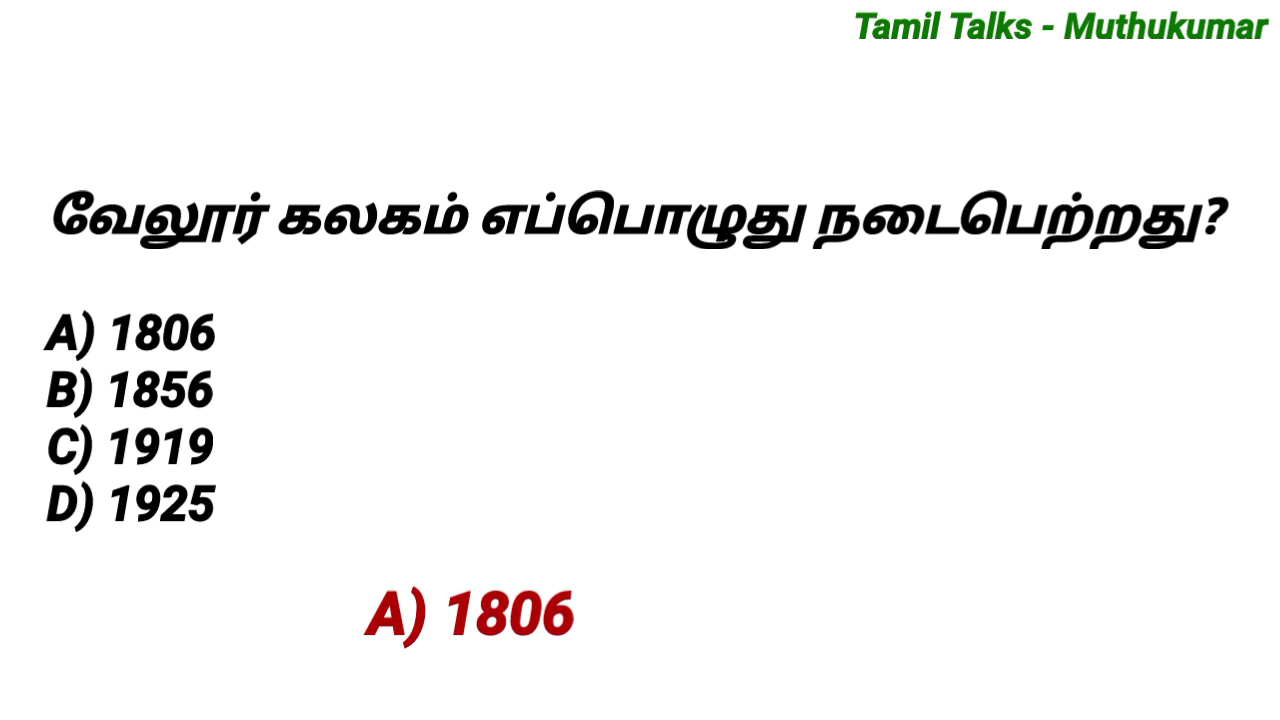 Tamil Talks - Muthukumar
வேலூர் கலகம் எப்பொழுது நடைபெற்றது?
A) 1806
B) 1856
C) 1919
D) 1925
A) 1806